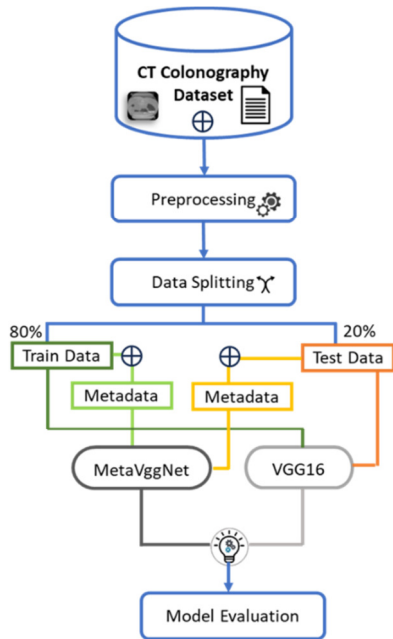 CT Colonography
Dataset
Preprocessing
Data Splitting
80%
20%
Train Data
Test Data
Metadata
Metadata
MetaVggNet
VGG16
Model Evaluation